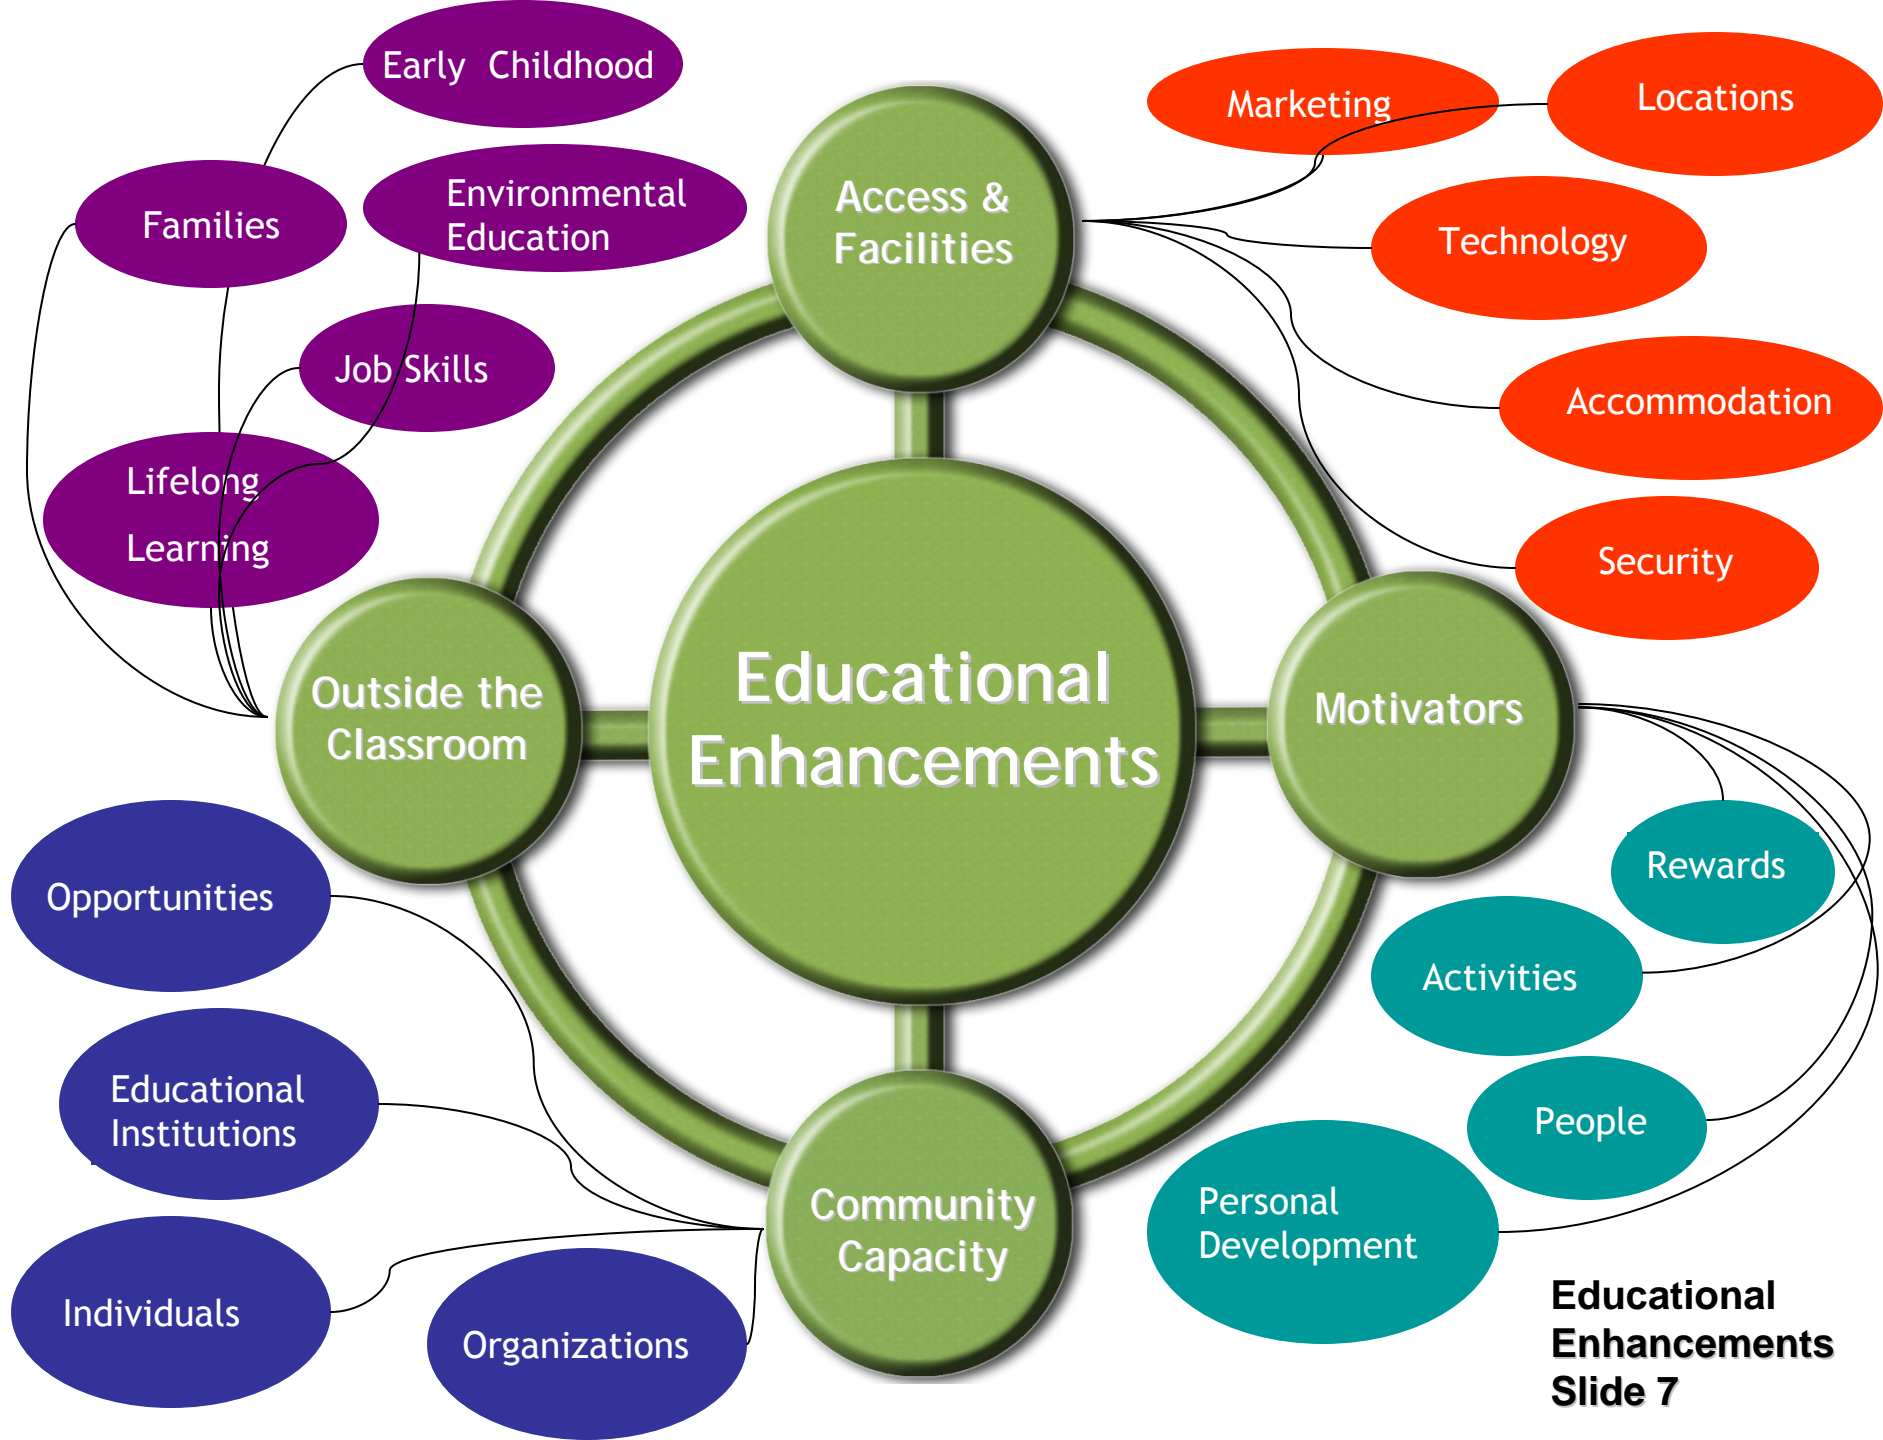 Early Childhood
Families
Environmental
Education
Job Skills
Lifelong
Learning
Access &
Facilities
Marketing
Locations
Technology
Accommodation
Security
Outside the
Classroom
Educational
Enhancements
Motivators
Opportunities
Educational
Institutions
Individuals
Organizations
Community
Capacity
Rewards
Activities
People
Personal
Development
Educational
Enhancements
Slide 7